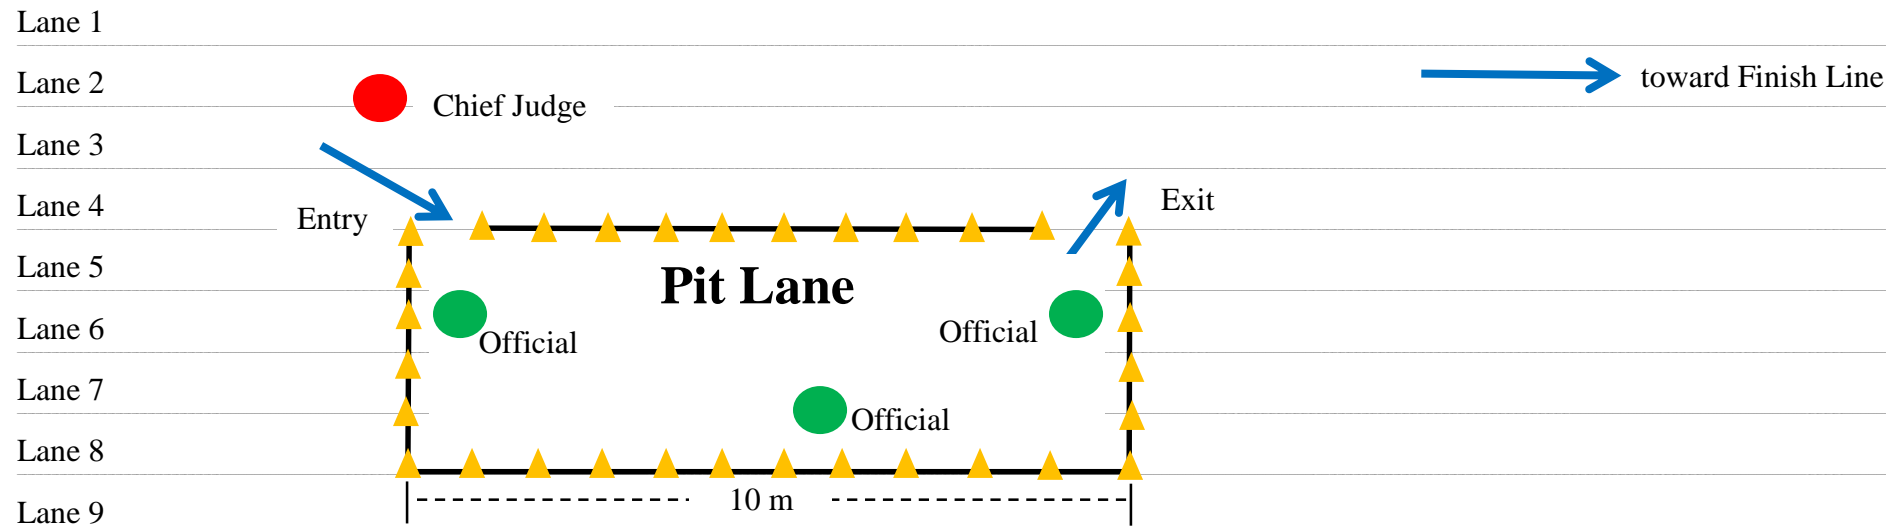 Lane 1
Lane 2
toward Finish Line
Chief Judge
Lane 3
Lane 4
Entry
Exit
Lane 5
Pit Lane
Lane 6
Official
Official
Lane 7
Official
Lane 8
10 m
Lane 9